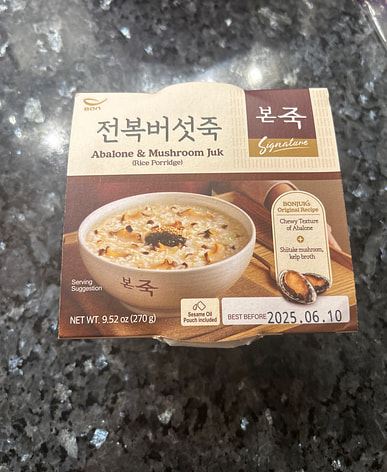 BON
전복버섯죽
Abalone & Mushroom Juk
(Rice Porridge)
본죽
Signature
BONJUK's
Original Recipe
Chewy Texture
of Abalone
+
Shiitake mushroom,
kelp broth
본죽
Serving
Suggestion
NET WT. 9.52 oz (270 g)
Sesame Oil
Pouch included
BEST BEFORE 2025.06.10